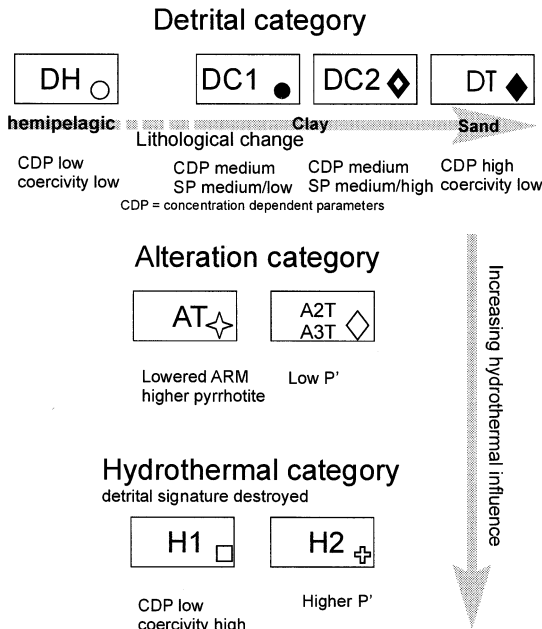 Detrital category
DH
DC1
DC2
DT
hemipelagic
Clay
Sand
Lithological change
CDP low
coercivity low
CDP medium
SP medium/low
CDP medium
SP medium/high
CDP high
coercivity low
CDP = concentration dependent parameters
Alteration category
AT
A2T
A3T
Lowered ARM
higher pyrrhotite
Low P'
Increasing hydrothermal influence
Hydrothermal category
detrital signature destroyed
H1
H2
CDP low
coercivity high
Higher P'